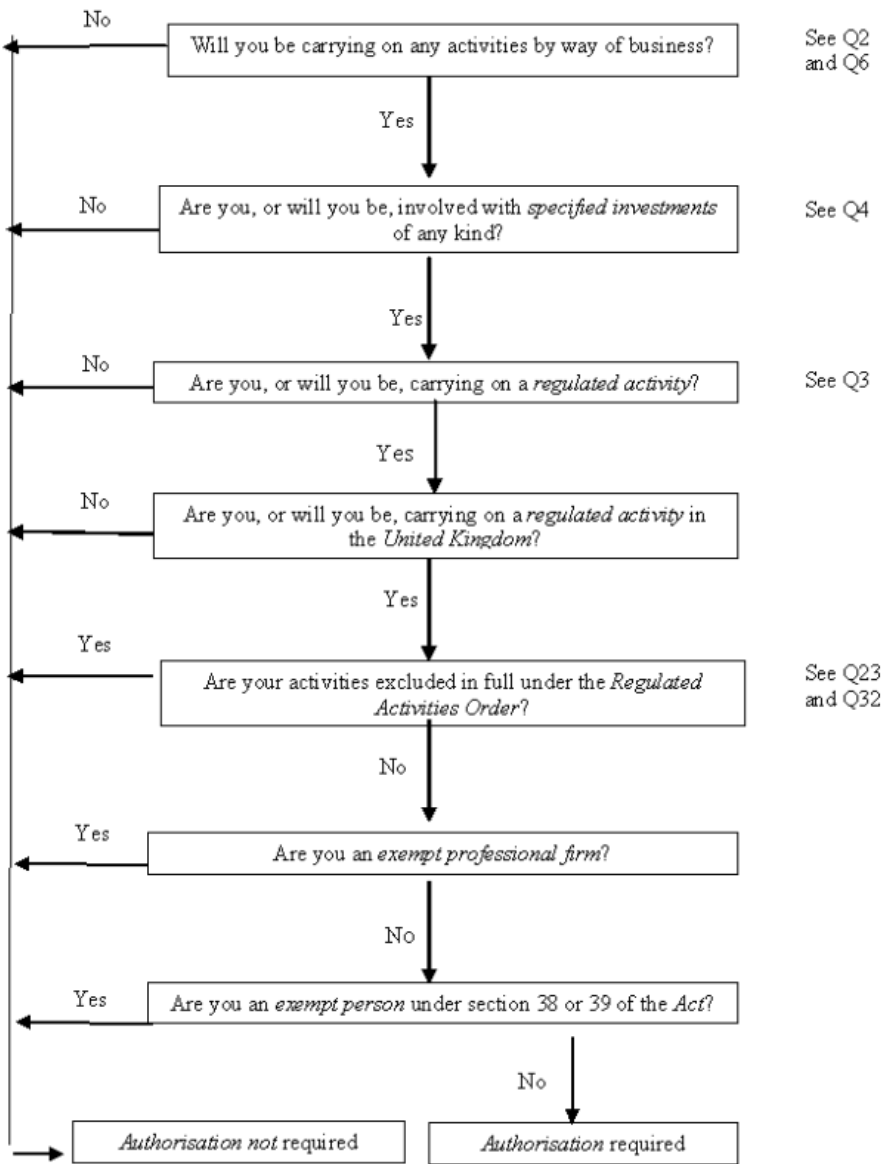 No
Will you be carrying on any activities by way of business?
See Q2
and Q6
Yes
No
Are you, or will you be, involved with specified investments
of any kind?
See Q4
Yes
No
Are you, or will you be, carrying on a regulated activity?
See Q3
Yes
No
Are you, or will you be, carrying on a regulated activity in
the United Kingdom?
Yes
Yes
Are your activities excluded in full under the Regulated
Activities Order?
See Q23
and Q32
No
Yes
Are you an exempt professional firm?
No
Yes
Are you an exempt person under section 38 or 39 of the Act?
No
Authorisation not required
Authorisation required